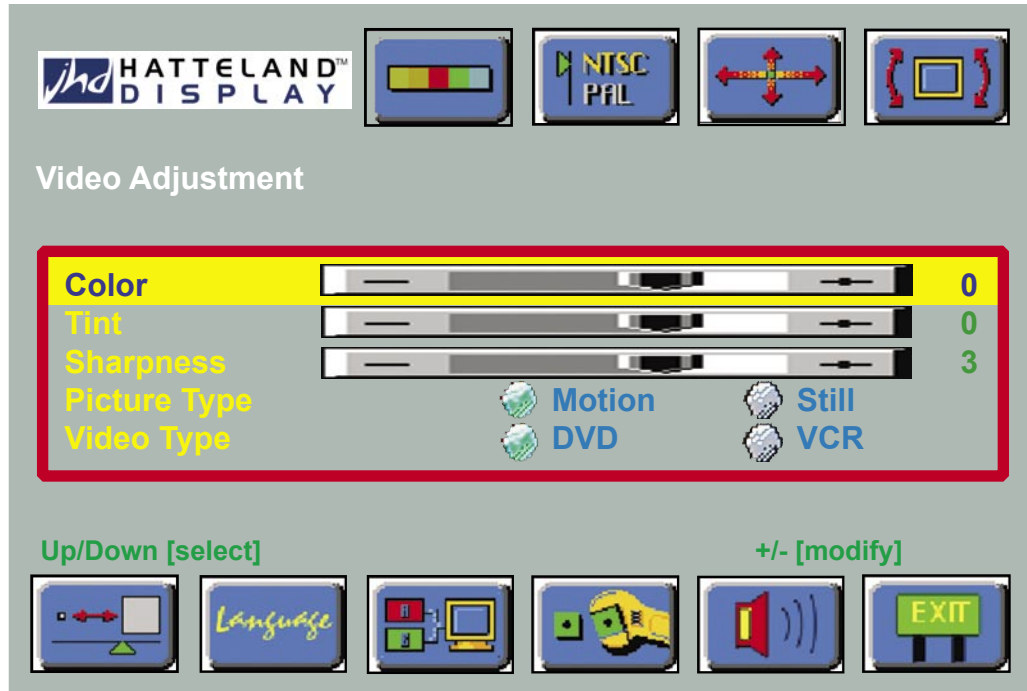 jhd HATTELAND™
DISPLAY
NTSC
PAL
Video Adjustment
Color 0
Tint 0
Sharpness 3
Picture Type Motion Still
Video Type DVD VCR
Up/Down [select] +/- [modify]
Language
EXIT